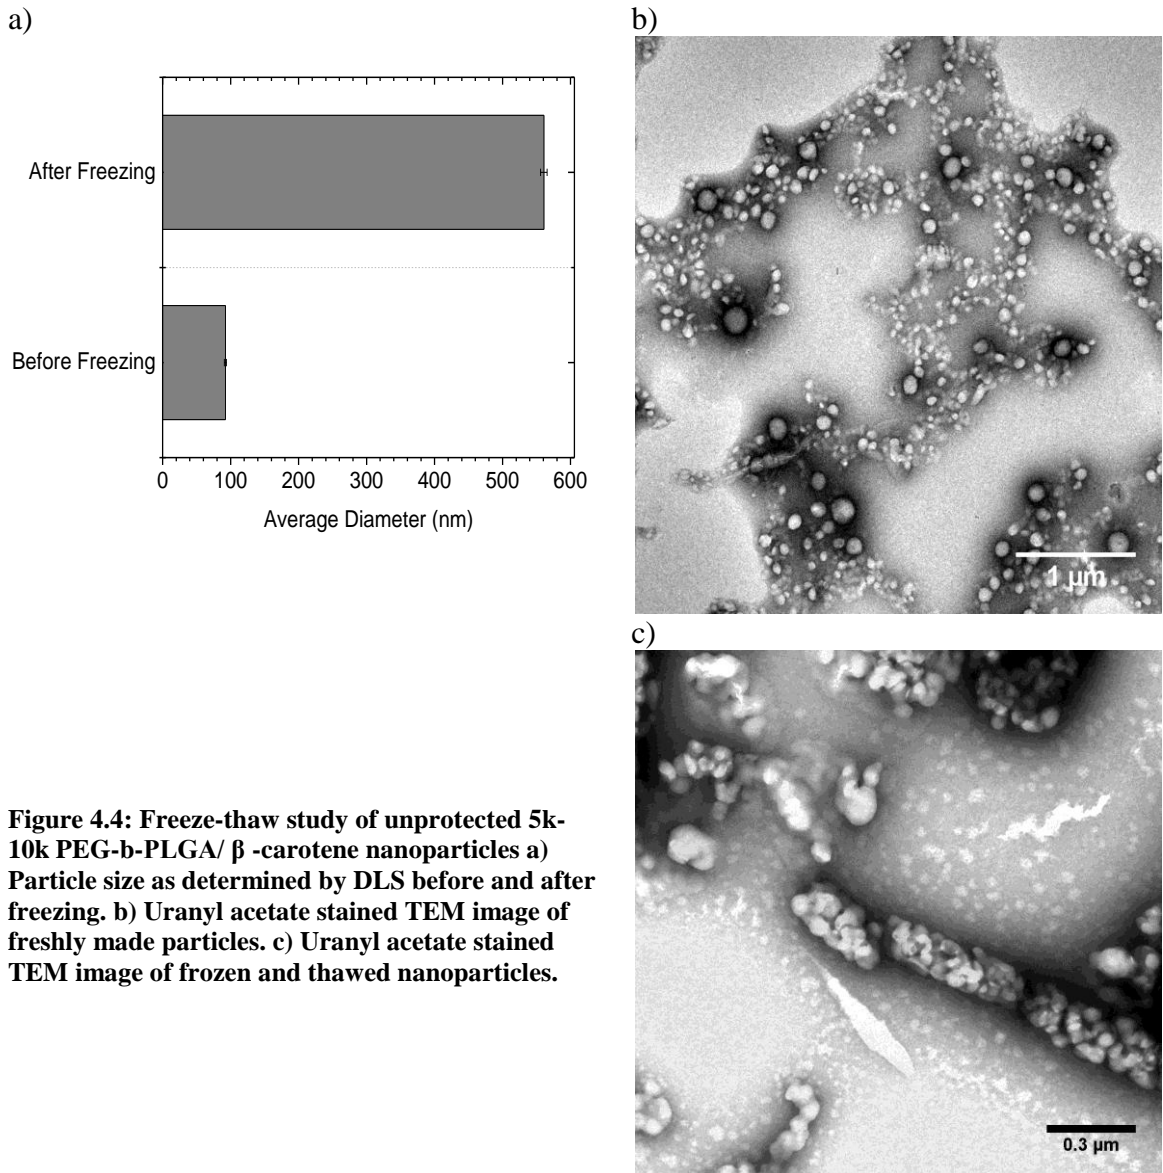 a)
After Freezing
Before Freezing
0 100 200 300 400 500 600
Average Diameter (nm)
b)
1 µm
c)
0.3 µm
Figure 4.4: Freeze-thaw study of unprotected 5k-
10k PEG-b-PLGA/ β -carotene nanoparticles a)
Particle size as determined by DLS before and after
freezing. b) Uranyl acetate stained TEM image of
freshly made particles. c) Uranyl acetate stained
TEM image of frozen and thawed nanoparticles.